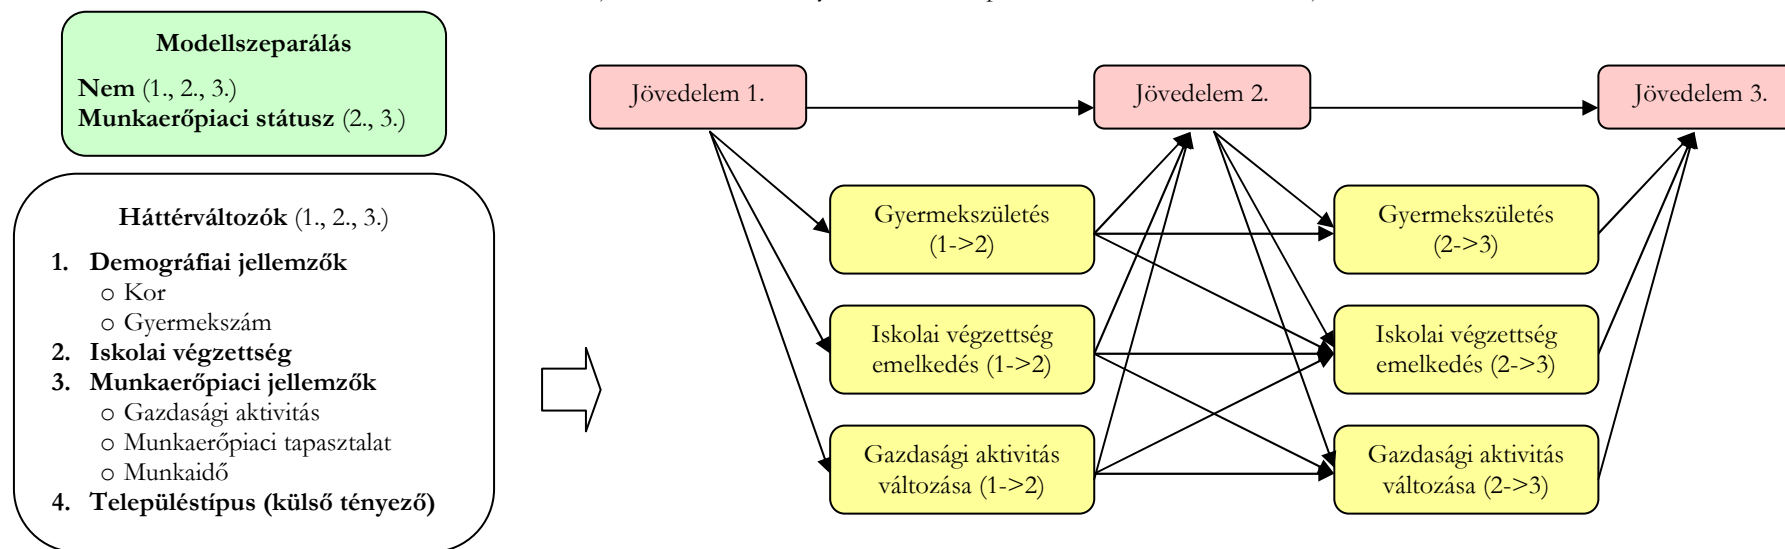 Modellszeparálás
Nem (1., 2., 3.)
Munkaerőpiaci státusz (2., 3.)
Háttérváltozók (1., 2., 3.)
1. Demográfiai jellemzők
o Kor
o Gyermekszám
2. Iskolai végzettség
3. Munkaerőpiaci jellemzők
o Gazdasági aktivitás
o Munkaerőpiaci tapasztalat
o Munkaidő
4. Településtípus (külső tényező)
Jövedelem 1.
Jövedelem 2.
Jövedelem 3.
Gyermekszületés
(1->2)
Gyermekszületés
(2->3)
Iskolai végzettség
emelkedés (1->2)
Iskolai végzettség
emelkedés (2->3)
Gazdasági aktivitás
változása (1->2)
Gazdasági aktivitás
változása (2->3)